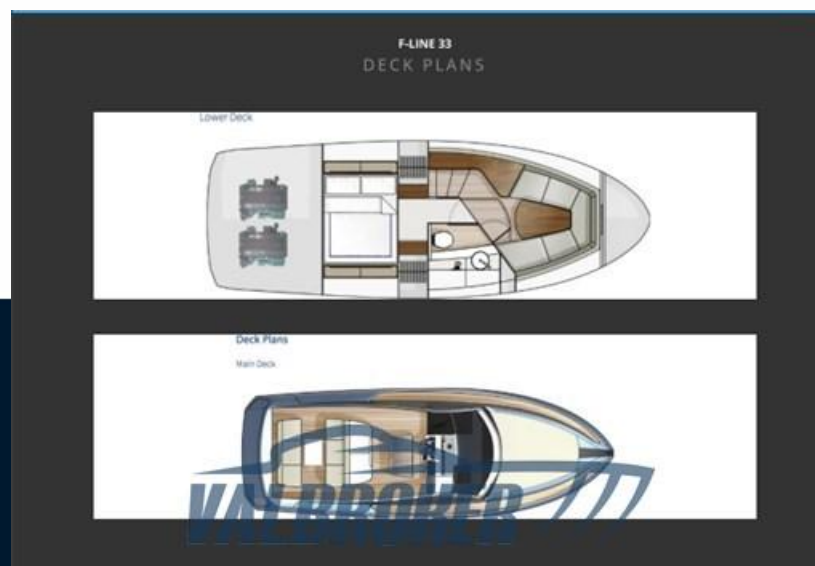 F-LINE 33
DECK PLANS
Lower Deck
Deck Plans
Main Deck
VALBROKER